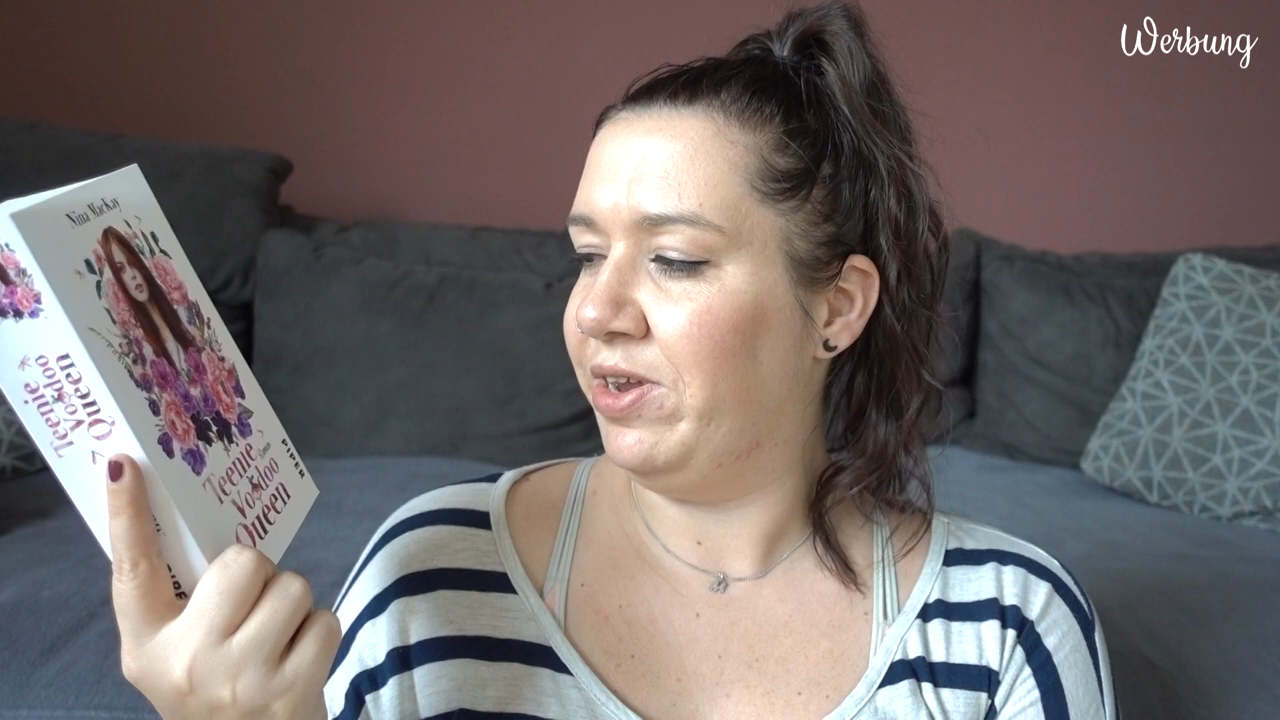 Werbung
Nina MacKay
Teenie
Voodoo
Queen
PIPER
Teenie
Voodoo
Queen